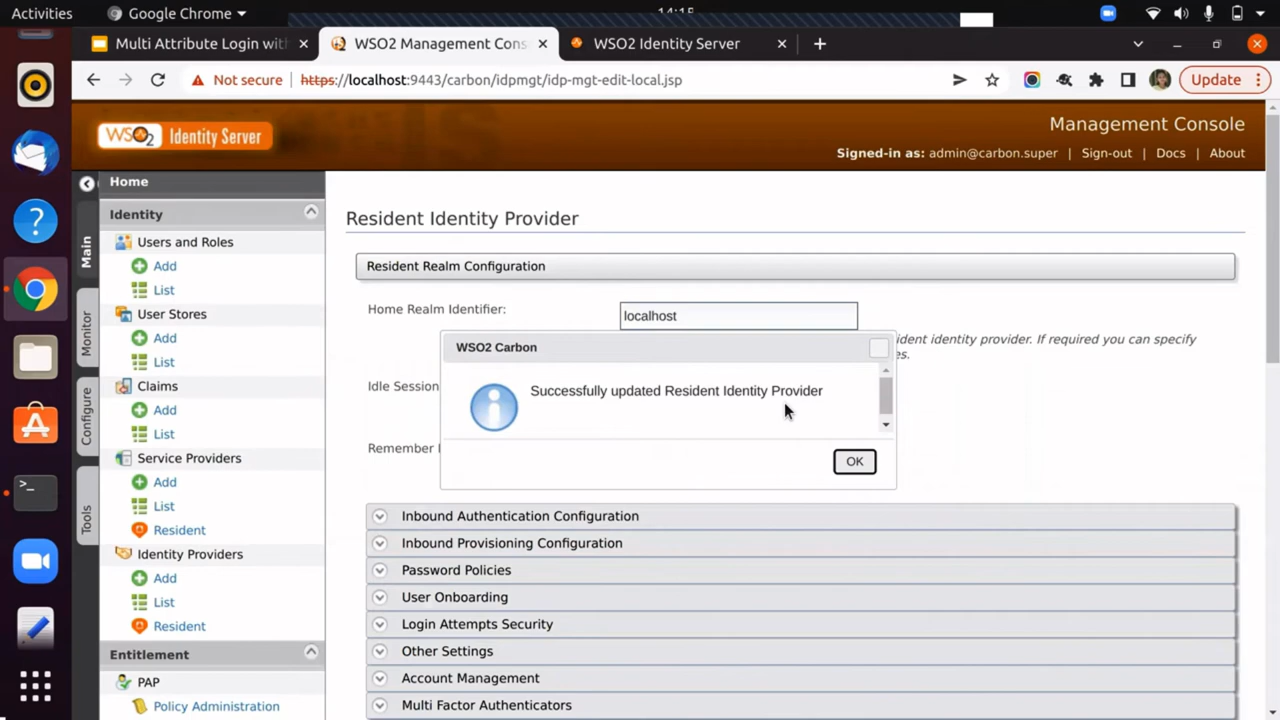 Activities
Google Chrome
14:15
Multi Attribute Login with
WSO2 Management Cons
WSO2 Identity Server
Not secure
https://localhost:9443/carbon/idpmgt/idp-mgt-edit-local.jsp
Update
WSO2 Identity Server
Management Console
Signed-in as: admin@carbon.super | Sign-out | Docs | About
Main
Monitor
Configure
Tools
Home
Identity
Users and Roles
Add
List
User Stores
Add
List
Claims
Add
List
Service Providers
Add
List
Resident
Identity Providers
Add
List
Resident
Entitlement
PAP
Policy Administration
Resident Identity Provider
Resident Realm Configuration
Home Realm Identifier:
localhost
ident identity provider. If required you can specify
es.
Idle Session
Remember
WSO2 Carbon
Successfully updated Resident Identity Provider
OK
Inbound Authentication Configuration
Inbound Provisioning Configuration
Password Policies
User Onboarding
Login Attempts Security
Other Settings
Account Management
Multi Factor Authenticators